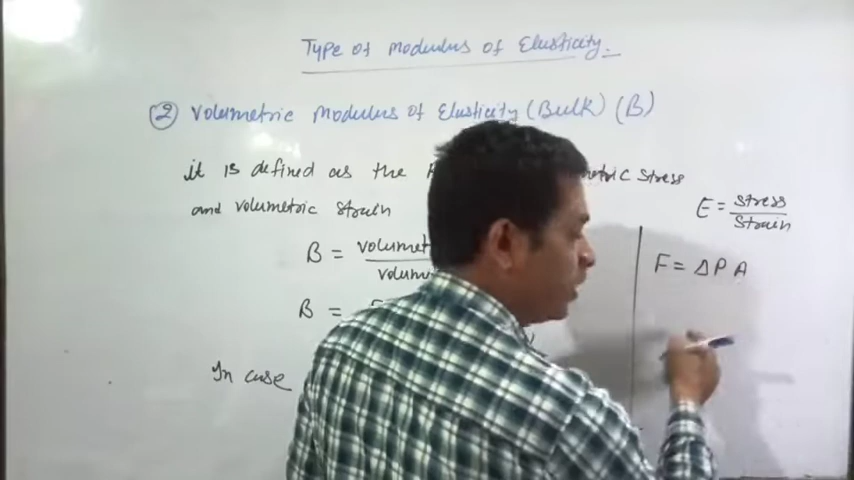 Type of modulus of Elasticity
② Volumetric modulus of Elasticity (Bulk) (B)
it is defined as the stress
and volumetric strain
E = stress / strain
B = volumet
volum
F = ΔP A
B =
In case